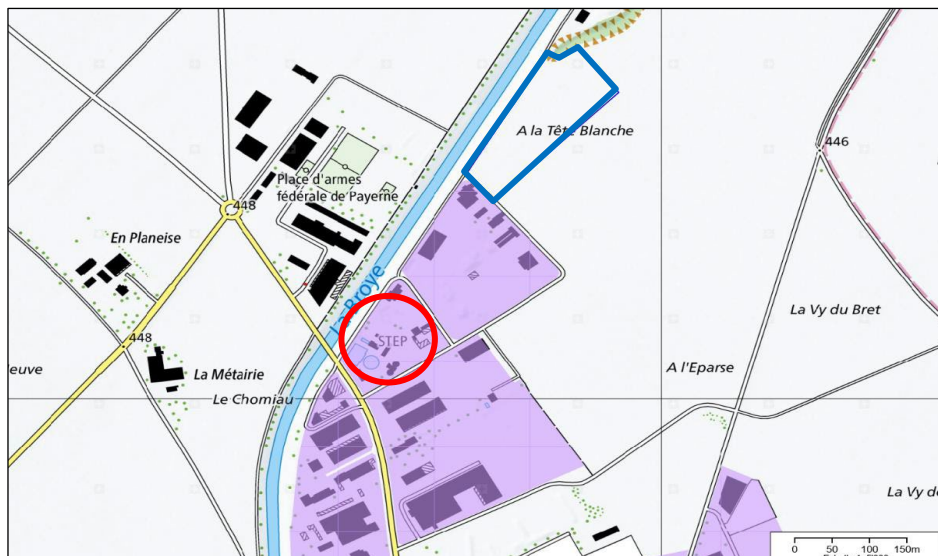 A la Tête Blanche
446
Place d'armes
fédérale de Payerne
448
En Planeise
La Broye
La Vy du Bret
448
STEP
euve
La Métairie
A l'Eparse
Le Chomiau
La Vy de
0 50 100 150m